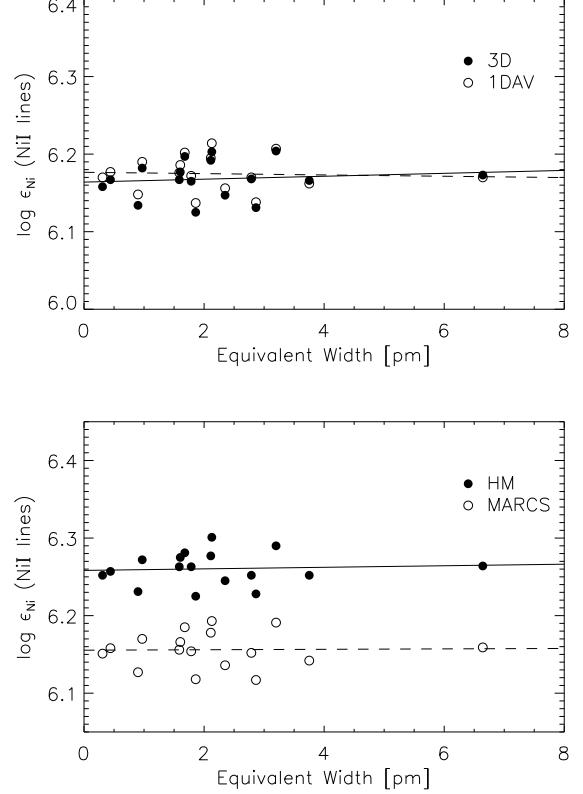 6.4
6.3
6.2
6.1
6.0
log ϵNi (NiI lines)
3D
1DAV
0 2 4 6 8
Equivalent Width [pm]
6.4
6.3
6.2
6.1
log ϵNi (NiI lines)
HM
MARCS
0 2 4 6 8
Equivalent Width [pm]